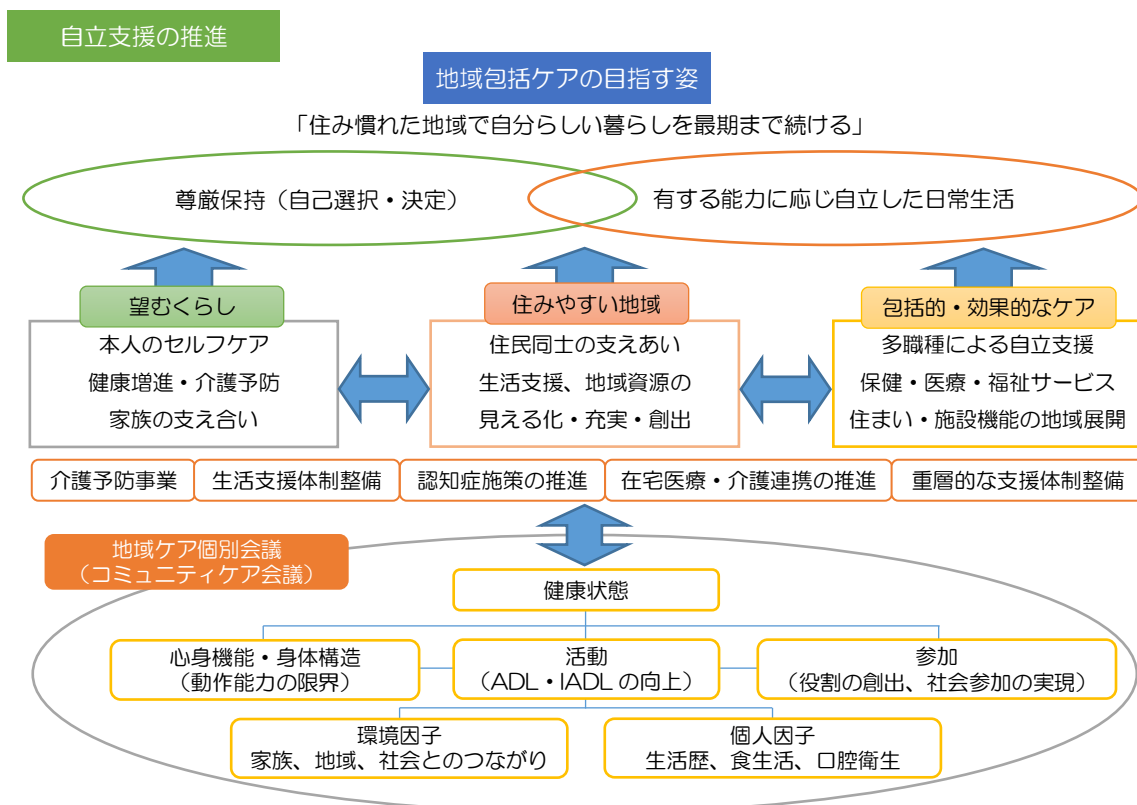 自立支援の推進
地域包括ケアの目指す姿
「住み慣れた地域で自分らしい暮らしを最期まで続ける」
尊厳保持（自己選択・決定）
有する能力に応じ自立した日常生活
望むくらし
本人のセルフケア
健康増進・介護予防
家族の支え合い
住みやすい地域
住民同士の支えあい
生活支援、地域資源の
見える化・充実・創出
包括的・効果的なケア
多職種による自立支援
保健・医療・福祉サービス
住まい・施設機能の地域展開
介護予防事業
生活支援体制整備
認知症施策の推進
在宅医療・介護連携の推進
重層的な支援体制整備
地域ケア個別会議
（コミュニティケア会議）
健康状態
心身機能・身体構造
（動作能力の限界）
活動
（ADL・IADLの向上）
参加
（役割の創出、社会参加の実現）
環境因子
家族、地域、社会とのつながり
個人因子
生活歴、食生活、口腔衛生